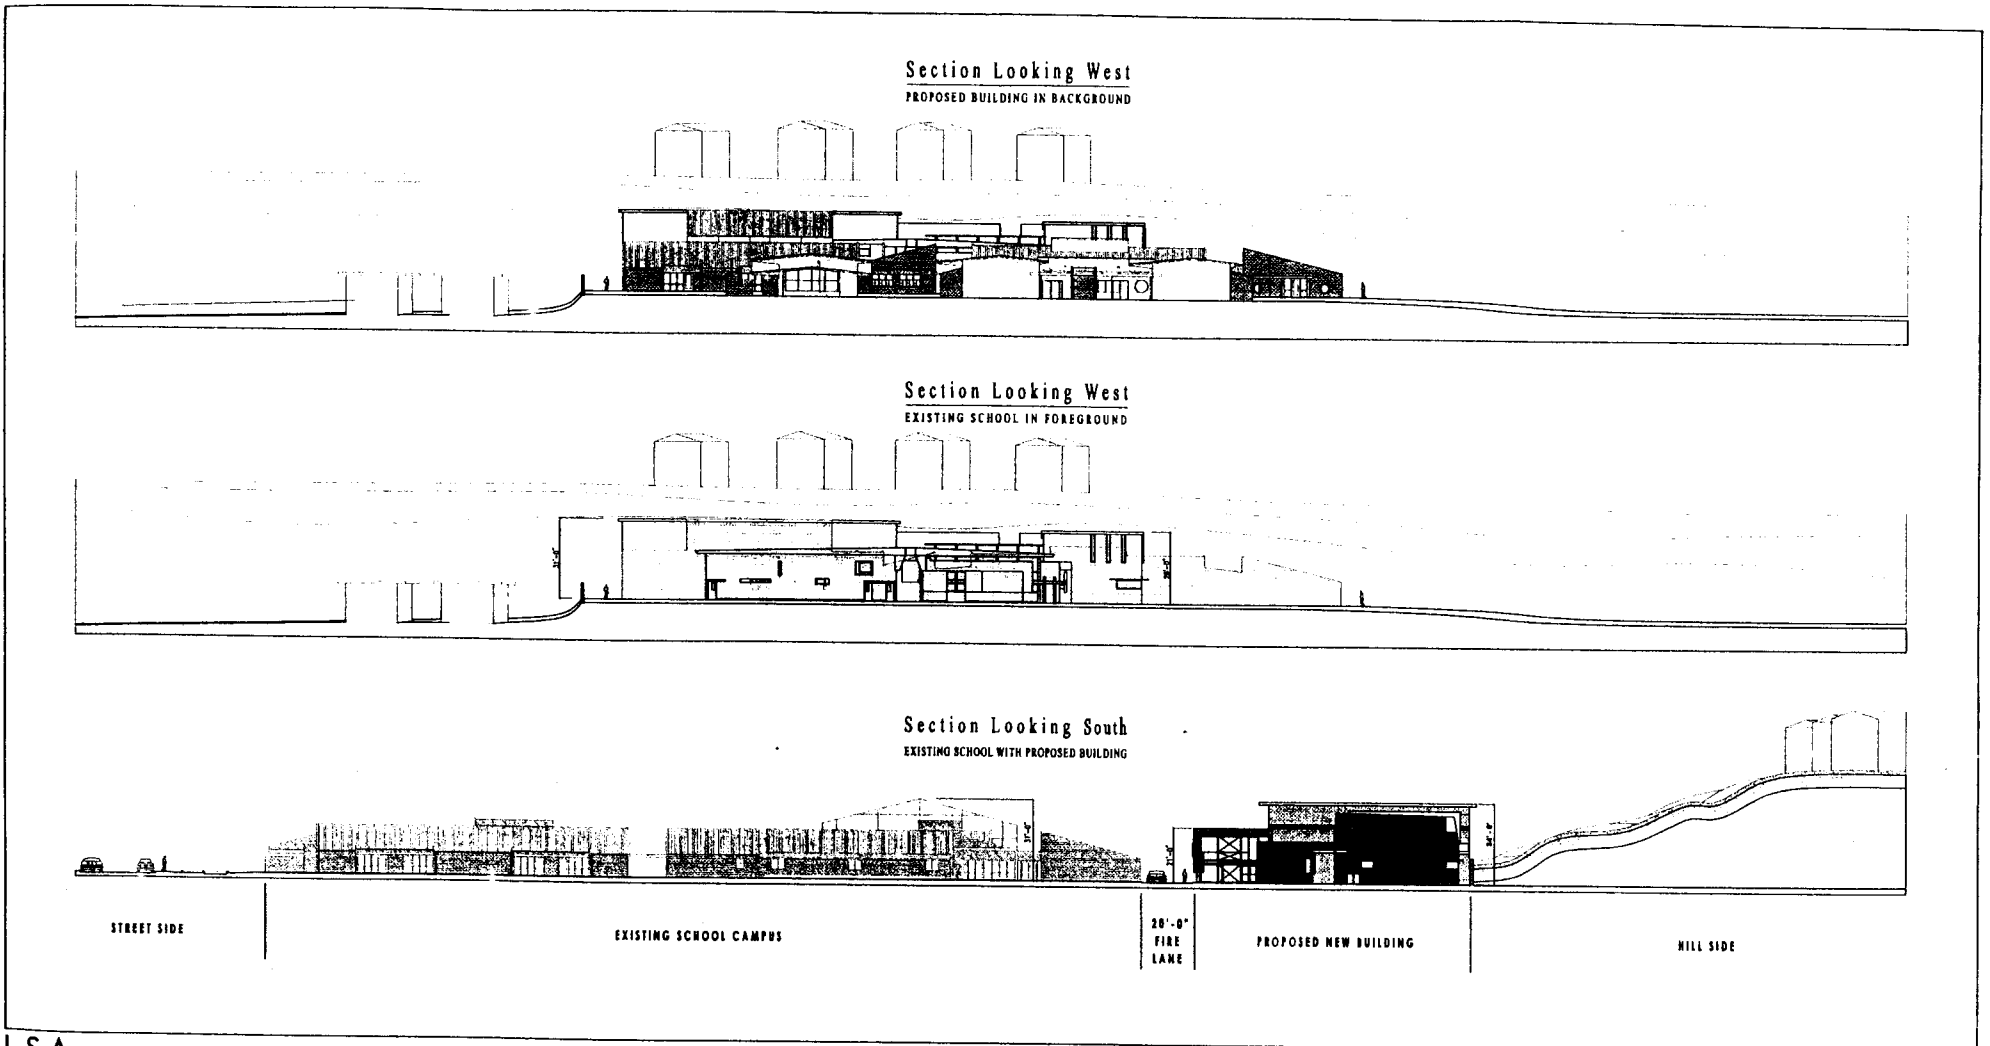 Section Looking West
PROPOSED BUILDING IN BACKGROUND
Section Looking West
EXISTING SCHOOL IN FOREGROUND
Section Looking South
EXISTING SCHOOL WITH PROPOSED BUILDING
STREET SIDE
EXISTING SCHOOL CAMPUS
20'-0"
FIRE
LANE
PROPOSED NEW BUILDING
HILL SIDE
LSA